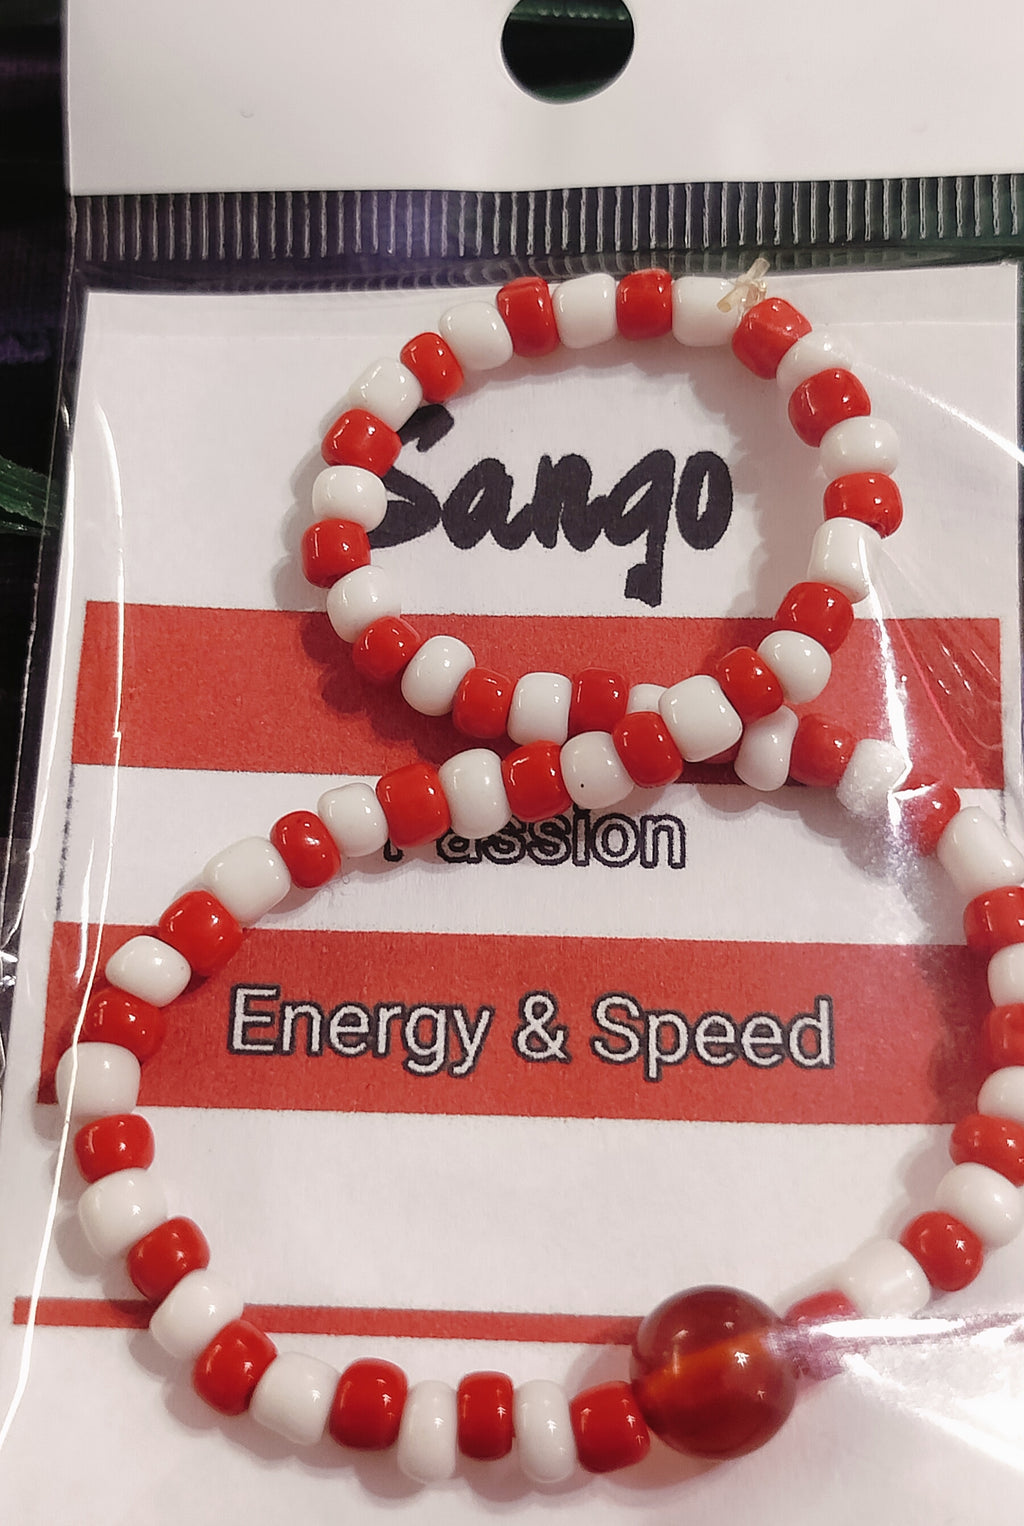 Sango
Passion
Energy & Speed